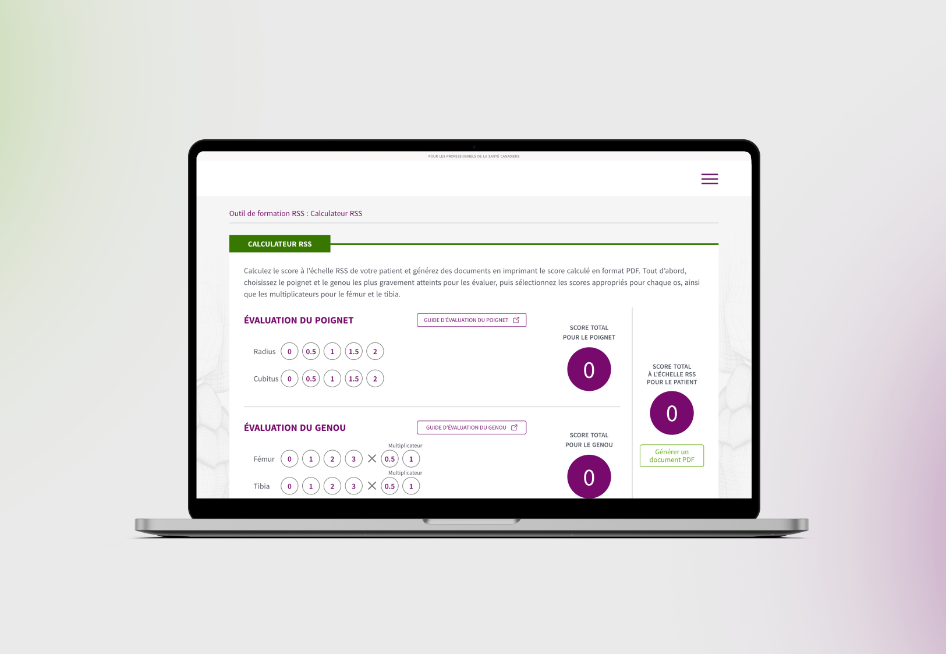 POUR LES PROFESSIONNELS DE LA SANTÉ CANADIENS
Outil de formation RSS : Calculateur RSS
CALCULATEUR RSS
Calculez le score à l'échelle RSS de votre patient et générez des documents en imprimant le score calculé en format PDF. Tout d'abord,
choisissez le poignet et le genou les plus gravement atteints pour les évaluer, puis sélectionnez les scores appropriés pour chaque os, ainsi
que les multiplicateurs pour le fémur et le tibia.
ÉVALUATION DU POIGNET
GUIDE D'ÉVALUATION DU POIGNET
Radius 0 0.5 1 1.5 2
Cubitus 0 0.5 1 1.5 2
SCORE TOTAL
POUR LE POIGNET
0
ÉVALUATION DU GENOU
GUIDE D'ÉVALUATION DU GENOU
Multiplicateur
Fémur 0 1 2 3 × 0.5 1
Multiplicateur
Tibia 0 1 2 3 × 0.5 1
SCORE TOTAL
POUR LE GENOU
0
SCORE TOTAL
À L'ÉCHELLE RSS
POUR LE PATIENT
0
Générer un
document PDF